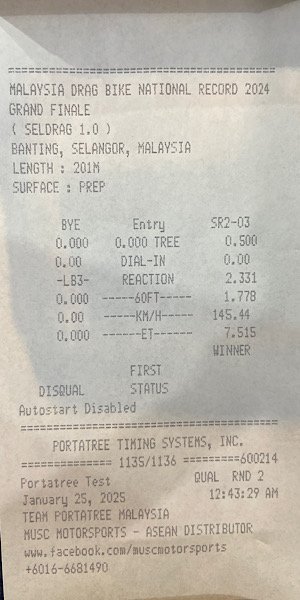 MALAYSIA DRAG BIKE NATIONAL RECORD 2024
GRAND FINALE
( SELDRAG 1.0 )
BANTING, SELANGOR, MALAYSIA
LENGTH : 201M
SURFACE : PREP
BYE Entry SR2-03
0.000 0.000 TREE 0.500
0.00 DIAL-IN 0.00
-LB3- REACTION 2.331
0.000 ------60FT----- 1.778
0.00 ------KM/H----- 145.44
0.000 -------ET------ 7.515
WINNER
FIRST
DISQUAL STATUS
Autostart Disabled
PORTATREE TIMING SYSTEMS, INC.
============ 1135/1136 =========600214
Portatree Test QUAL RND 2
January 25, 2025 12:43:29 AM
TEAM PORTATREE MALAYSIA
MUSC MOTORSPORTS - ASEAN DISTRIBUTOR
www.facebook.com/muscmotorsports
+6016-6681490